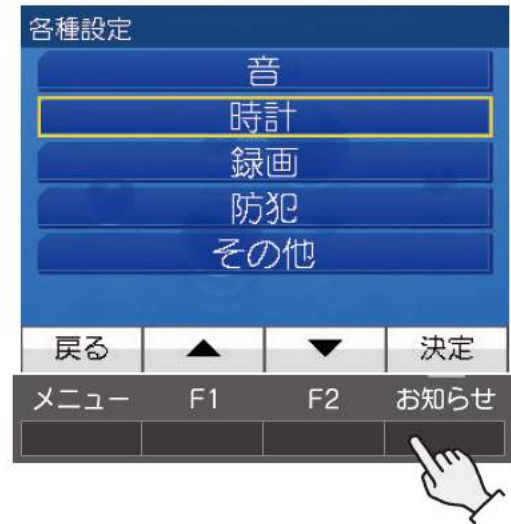 各種設定
音
時計
録画
防犯
その他
戻る ▲ ▼ 決定
メニュー F1 F2 お知らせ